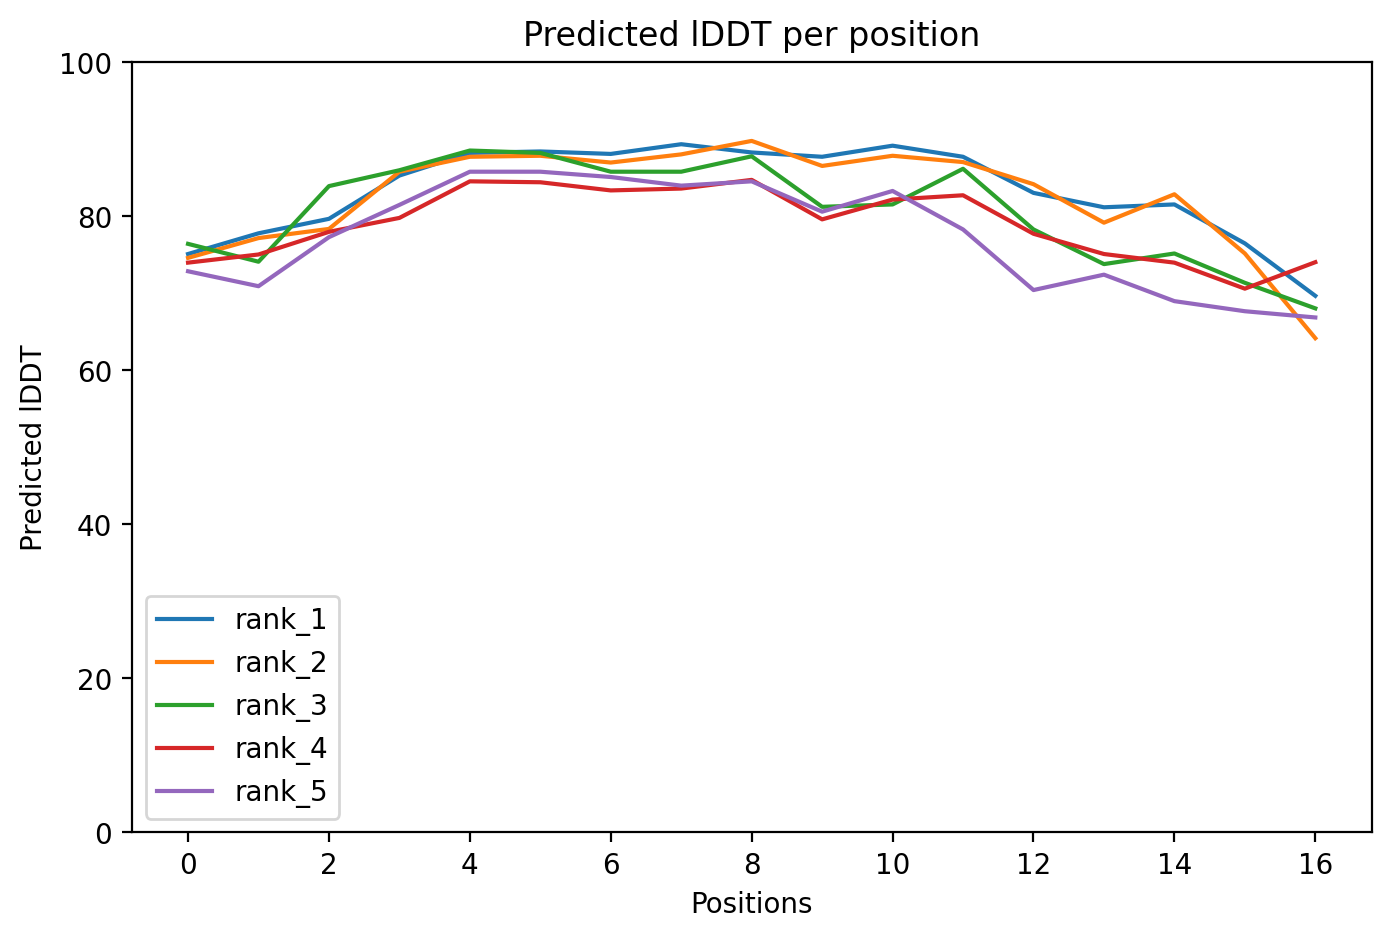 Predicted lDDT per position
100
80
60
40
20
0
Predicted lDDT
rank_1
rank_2
rank_3
rank_4
rank_5
0 2 4 6 8 10 12 14 16
Positions